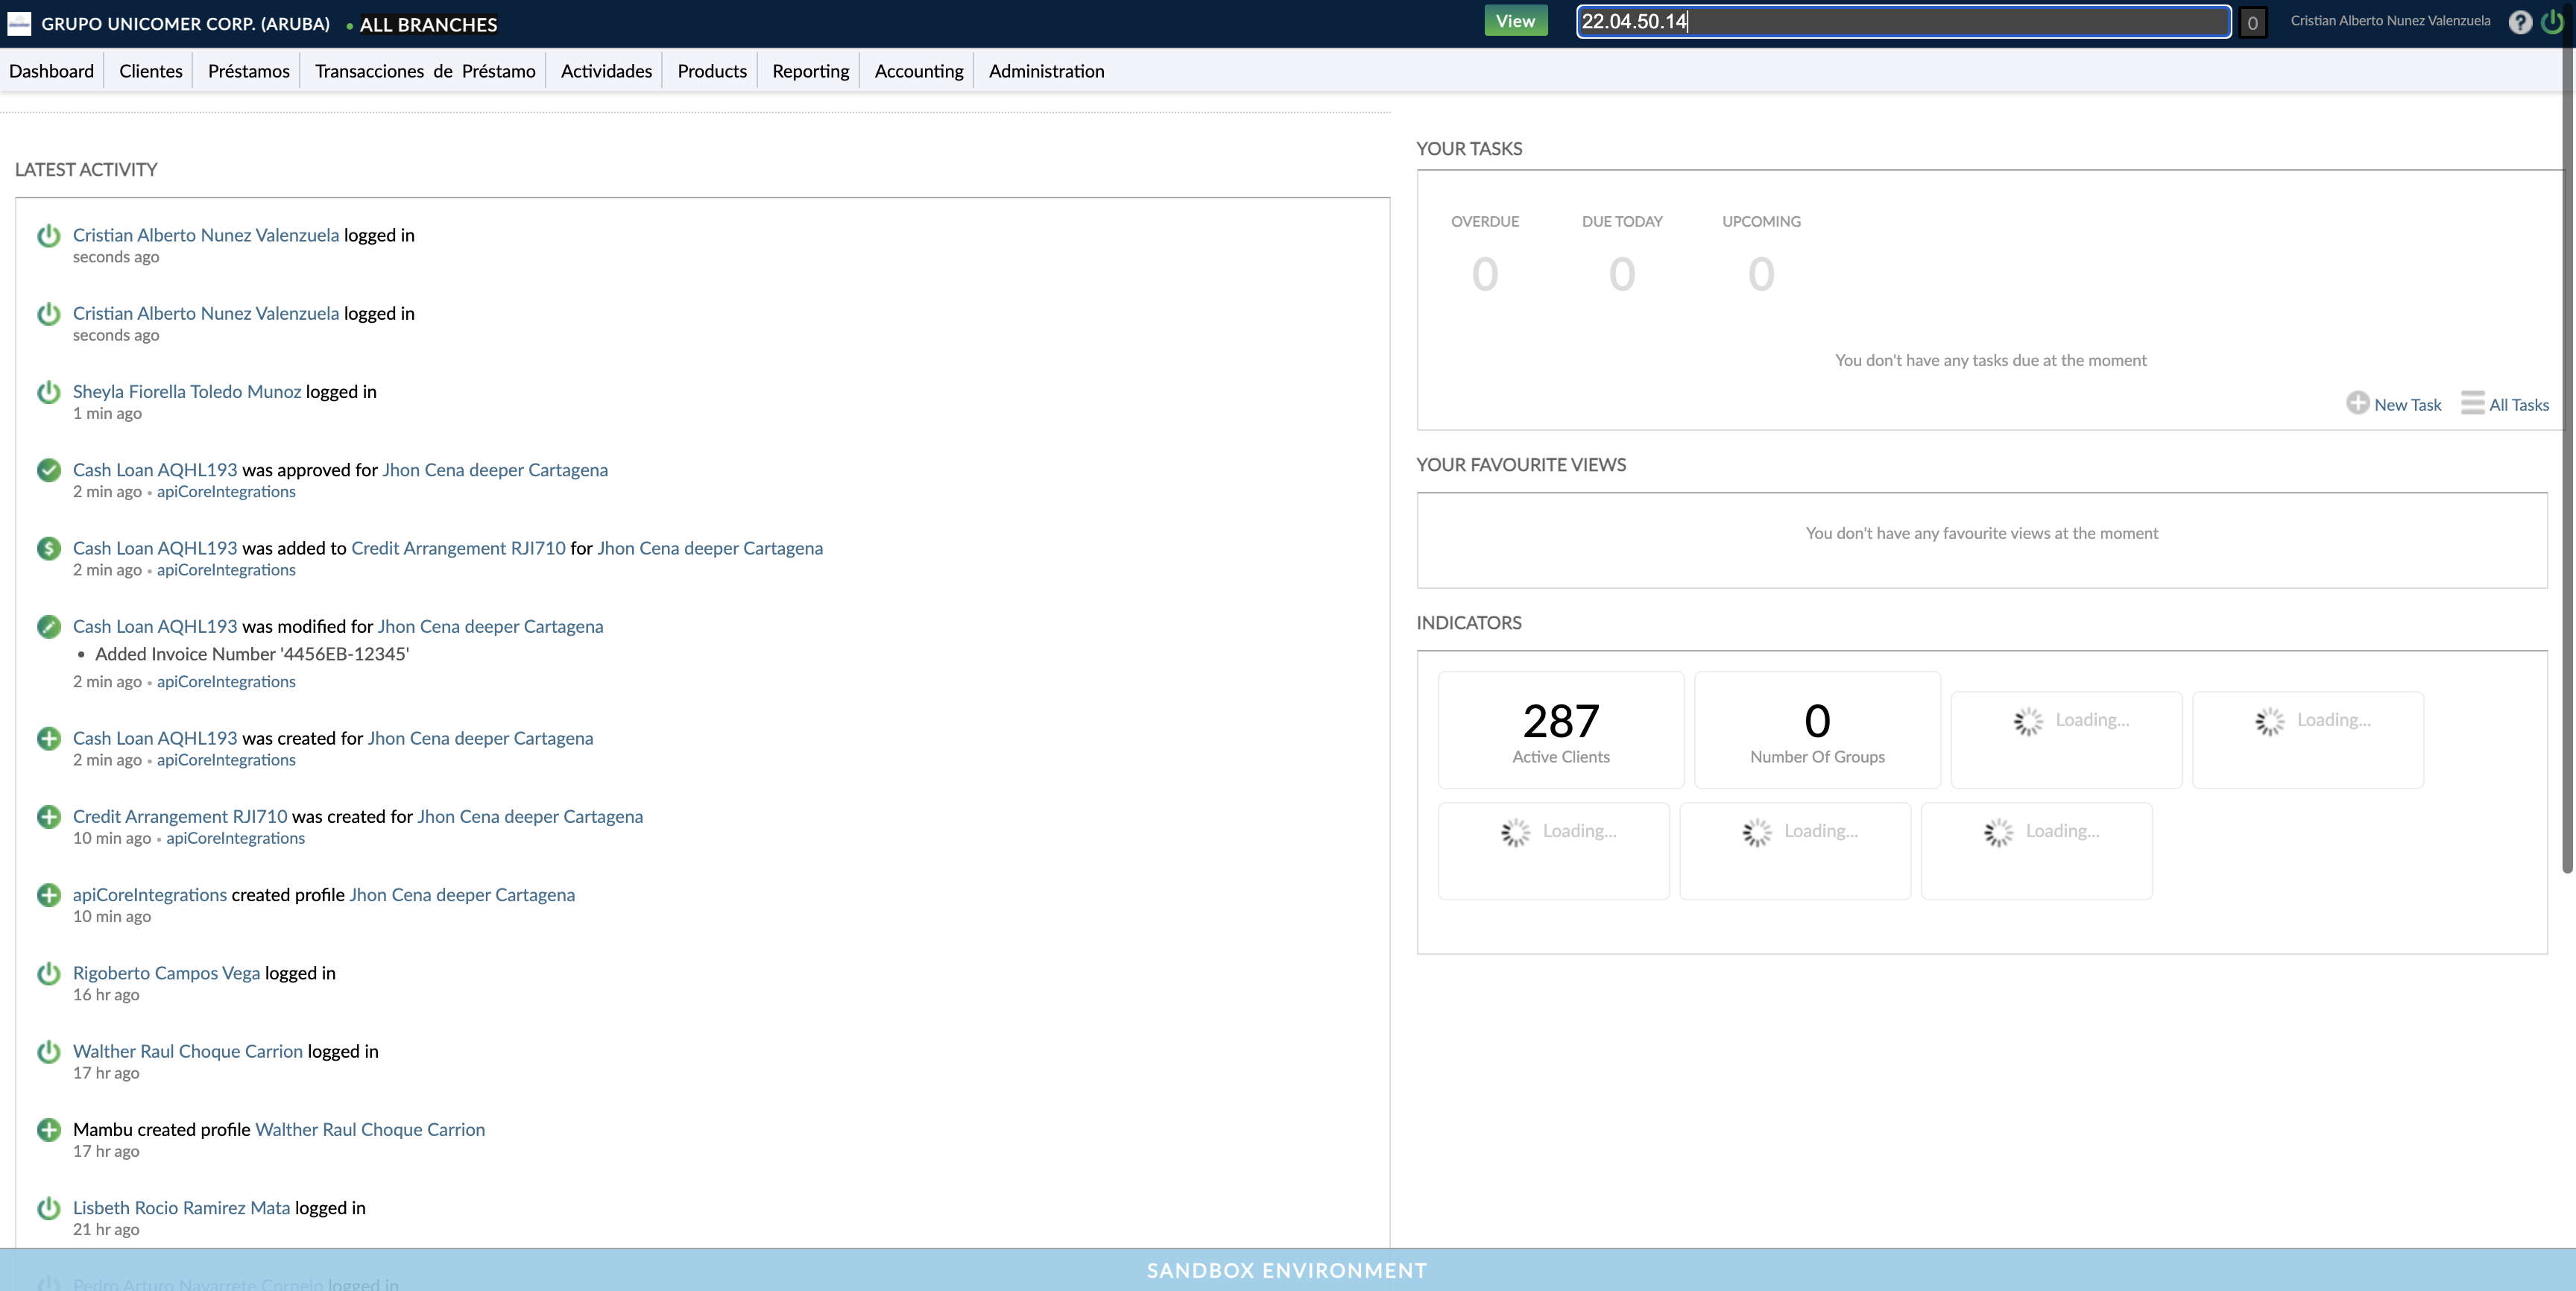 GRUPO UNICOMER CORP. (ARUBA) • ALL BRANCHES
View
22.04.50.14
0
Cristian Alberto Nunez Valenzuela
?
Dashboard
Clientes
Préstamos
Transacciones de Préstamo
Actividades
Products
Reporting
Accounting
Administration
LATEST ACTIVITY
Cristian Alberto Nunez Valenzuela logged in
seconds ago
Cristian Alberto Nunez Valenzuela logged in
seconds ago
Sheyla Fiorella Toledo Munoz logged in
1 min ago
Cash Loan AQHL193 was approved for Jhon Cena deeper Cartagena
2 min ago • apiCoreIntegrations
Cash Loan AQHL193 was added to Credit Arrangement RJI710 for Jhon Cena deeper Cartagena
2 min ago • apiCoreIntegrations
Cash Loan AQHL193 was modified for Jhon Cena deeper Cartagena
• Added Invoice Number '4456EB-12345'
2 min ago • apiCoreIntegrations
Cash Loan AQHL193 was created for Jhon Cena deeper Cartagena
2 min ago • apiCoreIntegrations
Credit Arrangement RJI710 was created for Jhon Cena deeper Cartagena
10 min ago • apiCoreIntegrations
apiCoreIntegrations created profile Jhon Cena deeper Cartagena
10 min ago
Rigoberto Campos Vega logged in
16 hr ago
Walther Raul Choque Carrion logged in
17 hr ago
Mambu created profile Walther Raul Choque Carrion
17 hr ago
Lisbeth Rocio Ramirez Mata logged in
21 hr ago
Pedro Arturo Navarrete Cornejo logged in
YOUR TASKS
OVERDUE
DUE TODAY
UPCOMING
0
0
0
You don't have any tasks due at the moment
New Task
All Tasks
YOUR FAVOURITE VIEWS
You don't have any favourite views at the moment
INDICATORS
287
Active Clients
0
Number Of Groups
Loading...
Loading...
Loading...
Loading...
Loading...
SANDBOX ENVIRONMENT